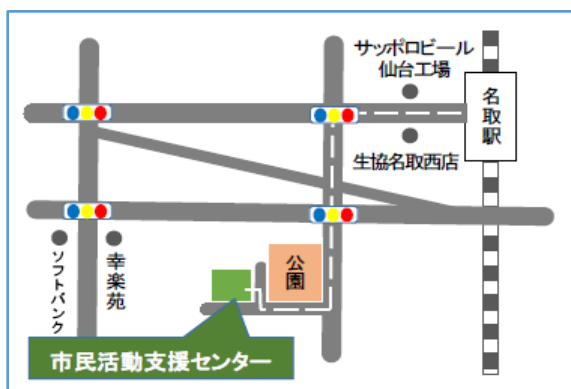 サッポロビール
仙台工場
名取駅
生協名取西店
ソフトバンク
幸楽苑
公園
市民活動支援センター